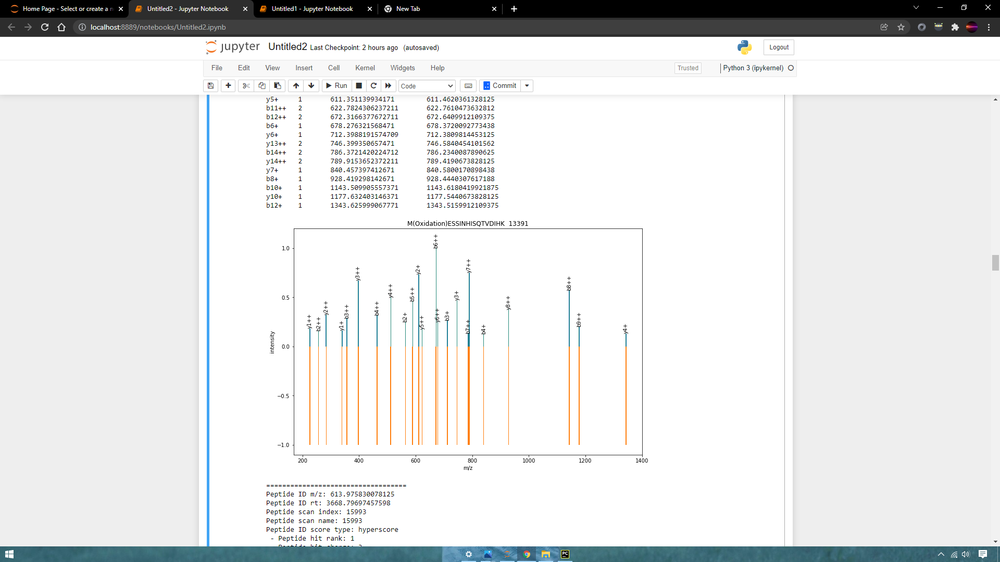 Home Page - Select or create a n
Untitled2 - Jupyter Notebook
Untitled1 - Jupyter Notebook
New Tab
localhost:8889/notebooks/Untitled2.ipynb
jupyter Untitled2 Last Checkpoint: 2 hours ago (autosaved)
Logout
File Edit View Insert Cell Kernel Widgets Help
Trusted
Python 3 (ipykernel)
Run
Code
Commit
y5+ 1 611.351139934171 611.4620361328125
b11++ 2 622.7824306237211 622.7610473632812
b12++ 2 672.3166377672711 672.6409912109375
b6+ 1 678.276321568471 678.3720092773438
y6+ 1 712.3988191574709 712.3809814453125
y13++ 2 746.399350657471 746.5840454101562
b14++ 2 786.3721420224712 786.2340087890625
y14++ 2 789.9153652372211 789.4190673828125
y7+ 1 840.457397412671 840.5800170898438
b8+ 1 928.419298142671 928.4440307617188
b10+ 1 1143.509905557371 1143.6180419921875
y10+ 1 1177.632403146371 1177.5440673828125
b12+ 1 1343.625999067771 1343.5159912109375
M(Oxidation)ESSINHISQTVDIHK 13391
intensity
1.0
0.5
0.0
−0.5
−1.0
y1++
b2++
y2++
y1+
b3++
y3++
b4++
y4++
b2+
b5++
y2+
y5++
b6++
y6++
b3+
y3+
b7++
y7++
b4+
y8++
b8++
b9++
y4+
200 400 600 800 1000 1200 1400
m/z
===================================
Peptide ID m/z: 613.975830078125
Peptide ID rt: 3668.79697457598
Peptide scan index: 15993
Peptide scan name: 15993
Peptide ID score type: hyperscore
- Peptide hit rank: 1
PC